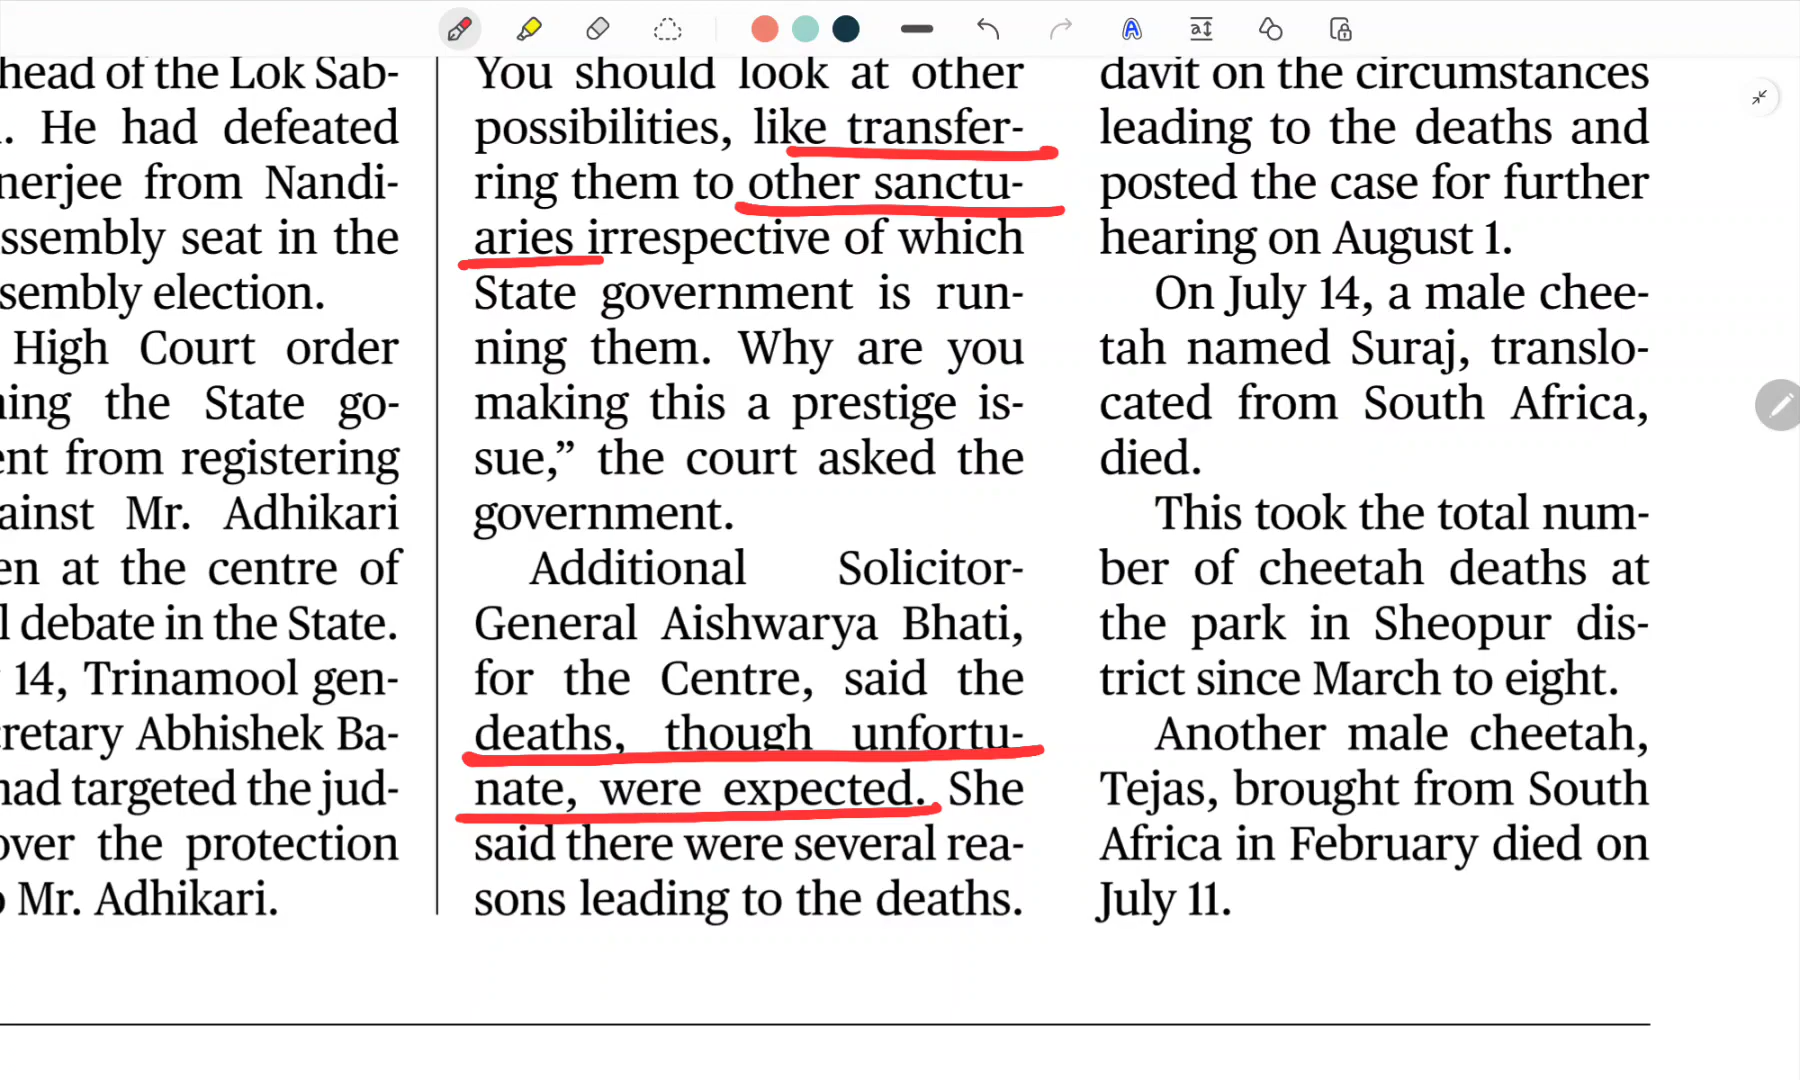 head of the Lok Sab-
. He had defeated
nerjee from Nandi-
ssembly seat in the
sembly election.
High Court order
ning the State go-
ent from registering
ainst Mr. Adhikari
en at the centre of
l debate in the State.
14, Trinamool gen-
cretary Abhishek Ba-
had targeted the jud-
over the protection
o Mr. Adhikari.
You should look at other
possibilities, like transfer-
ring them to other sanctu-
aries irrespective of which
State government is run-
ning them. Why are you
making this a prestige is-
sue,” the court asked the
government.
Additional Solicitor-
General Aishwarya Bhati,
for the Centre, said the
deaths, though unfortu-
nate, were expected. She
said there were several rea-
sons leading to the deaths.
davit on the circumstances
leading to the deaths and
posted the case for further
hearing on August 1.
On July 14, a male chee-
tah named Suraj, translo-
cated from South Africa,
died.
This took the total num-
ber of cheetah deaths at
the park in Sheopur dis-
trict since March to eight.
Another male cheetah,
Tejas, brought from South
Africa in February died on
July 11.